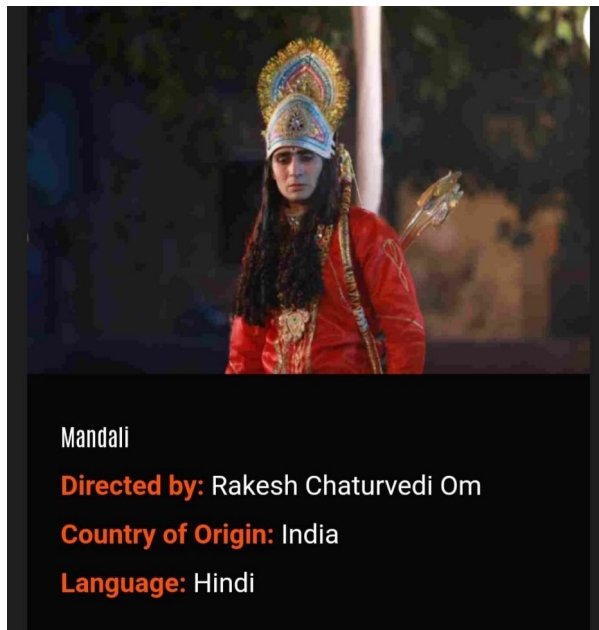 Mandali
Directed by: Rakesh Chaturvedi Om
Country of Origin: India
Language: Hindi